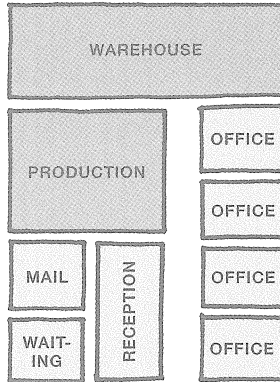 WAREHOUSE
PRODUCTION
OFFICE
OFFICE
MAIL
RECEPTION
OFFICE
WAIT-
ING
OFFICE